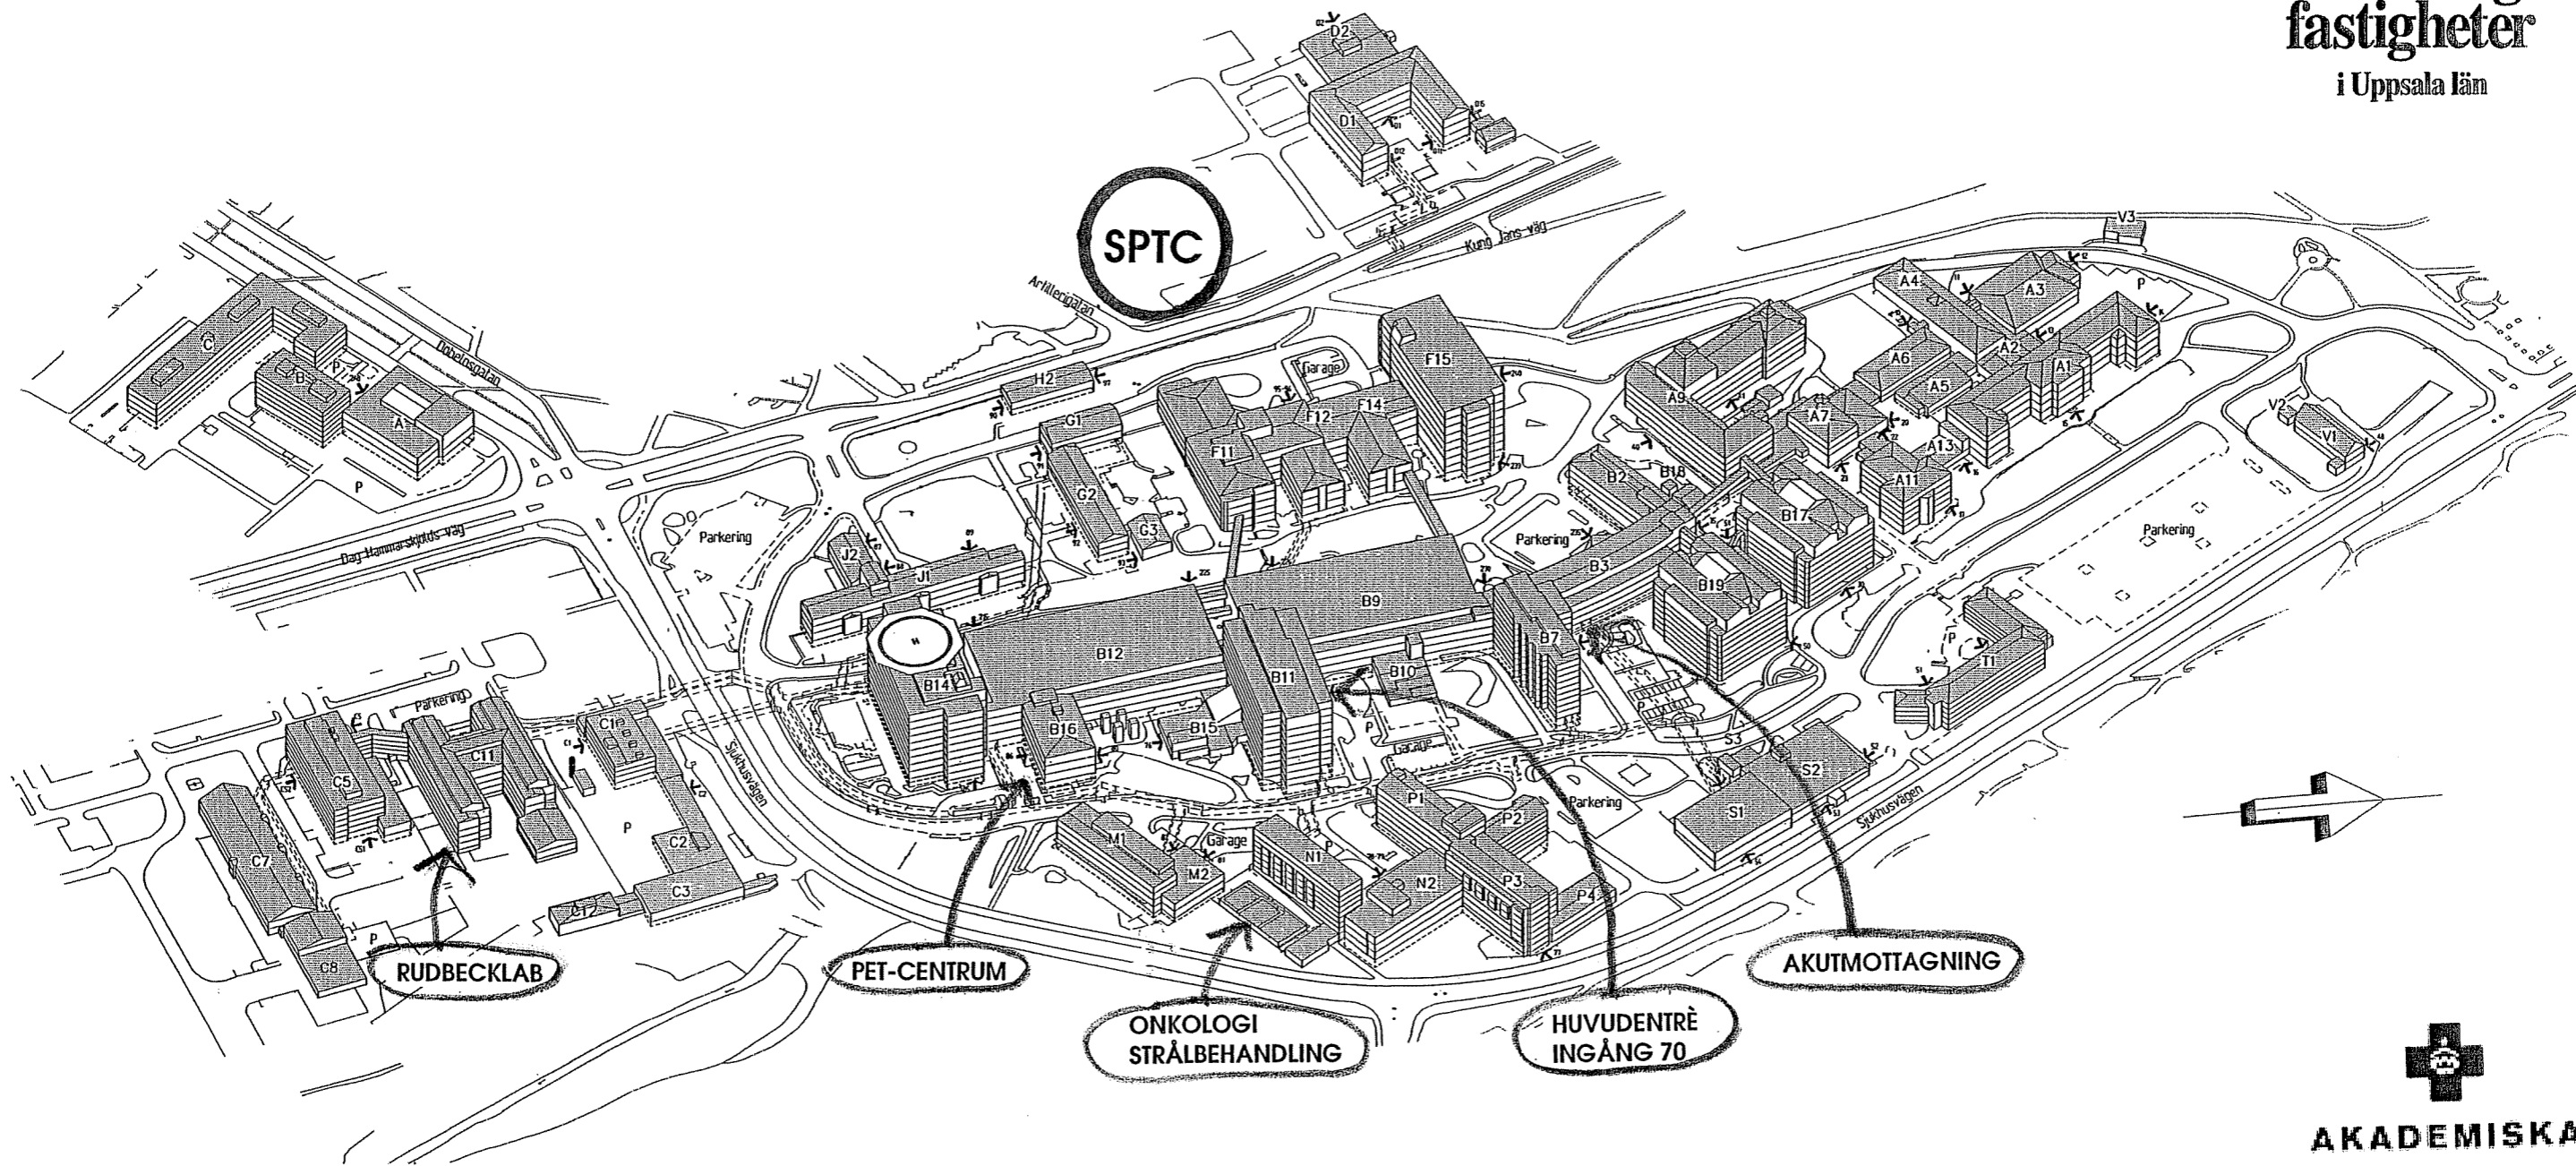 fastigheter
i Uppsala län
D2
D1
SPTC
Kung Jans väg
Artillerigatan
V3
A4
A3
P
A2
A1
A6
A5
A9
A7
A13
A11
V2
V1
C
B
A
P
Döbelnsgatan
Dag Hammarskjölds väg
H2
G1
G2
G3
Garage
F15
F14
F12
F11
B2
B18
B17
Parkering
Parkering
Parkering
J2
J1
B3
B19
B9
B7
B12
B14
B11
B10
B16
B15
P
Garage
P
P
T1
S3
S2
S1
Sjukhusvägen
Parkering
Parkering
C11
C5
C7
C8
P
P
C2
C3
C12
Sjukhusvägen
M1
M2
Garage
N1
P
N2
P1
P2
P3
P4
RUDBECKLAB
PET-CENTRUM
ONKOLOGI
STRÅLBEHANDLING
HUVUDENTRÈ
INGÅNG 70
AKUTMOTTAGNING
AKADEMISKA